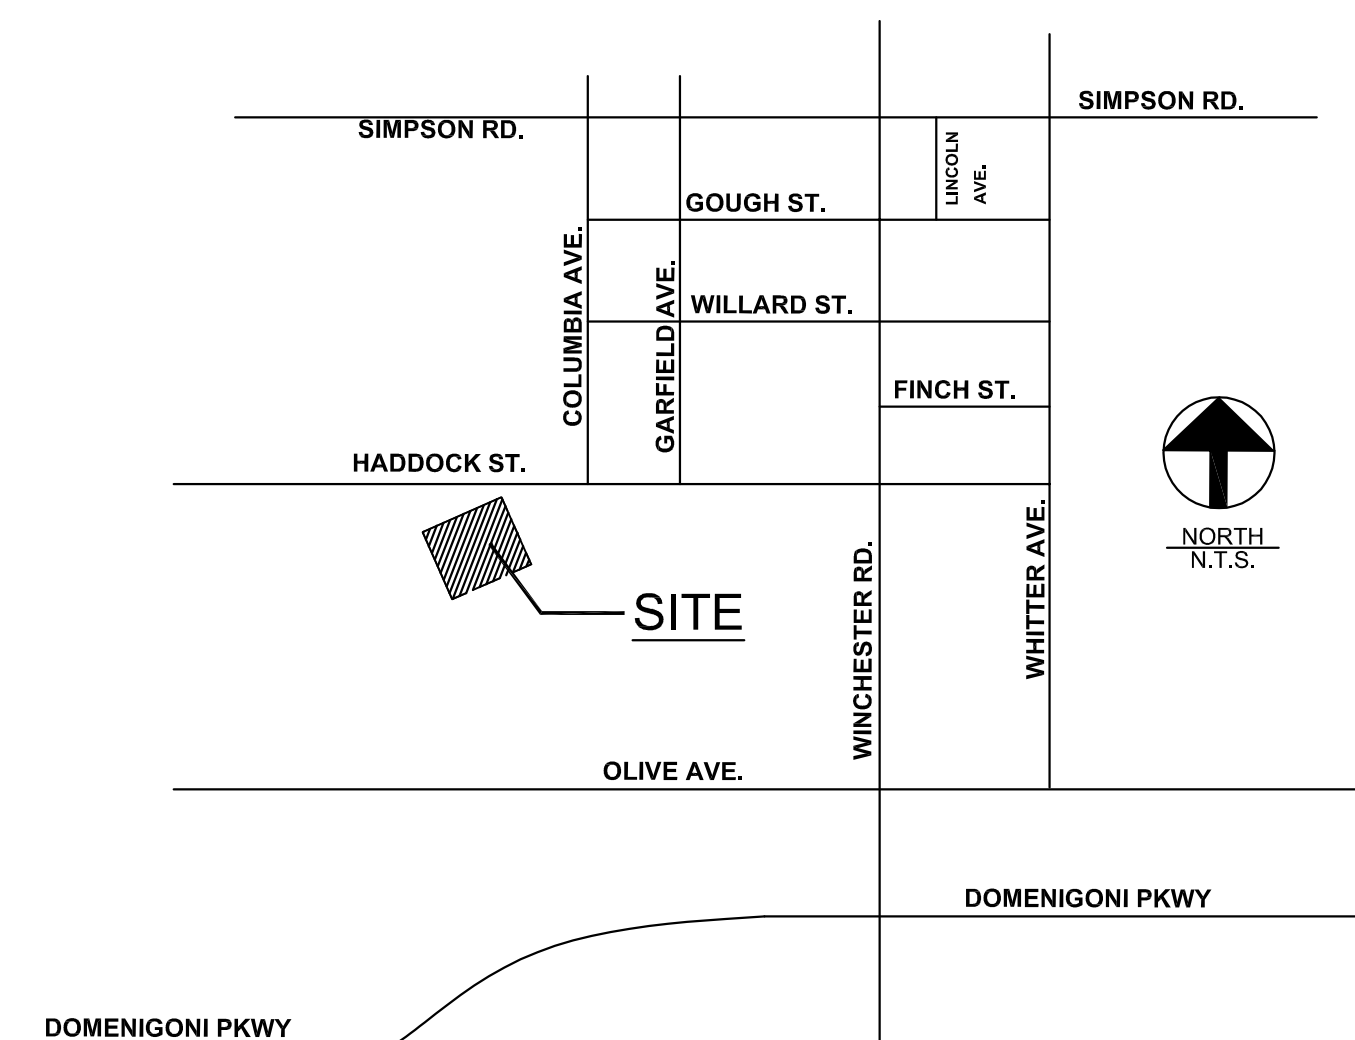 SIMPSON RD.
SIMPSON RD.
LINCOLN
AVE.
GOUGH ST.
COLUMBIA AVE.
GARFIELD AVE.
WILLARD ST.
FINCH ST.
HADDOCK ST.
NORTH
N.T.S.
SITE
WINCHESTER RD.
WHITTER AVE.
OLIVE AVE.
DOMENIGONI PKWY
DOMENIGONI PKWY